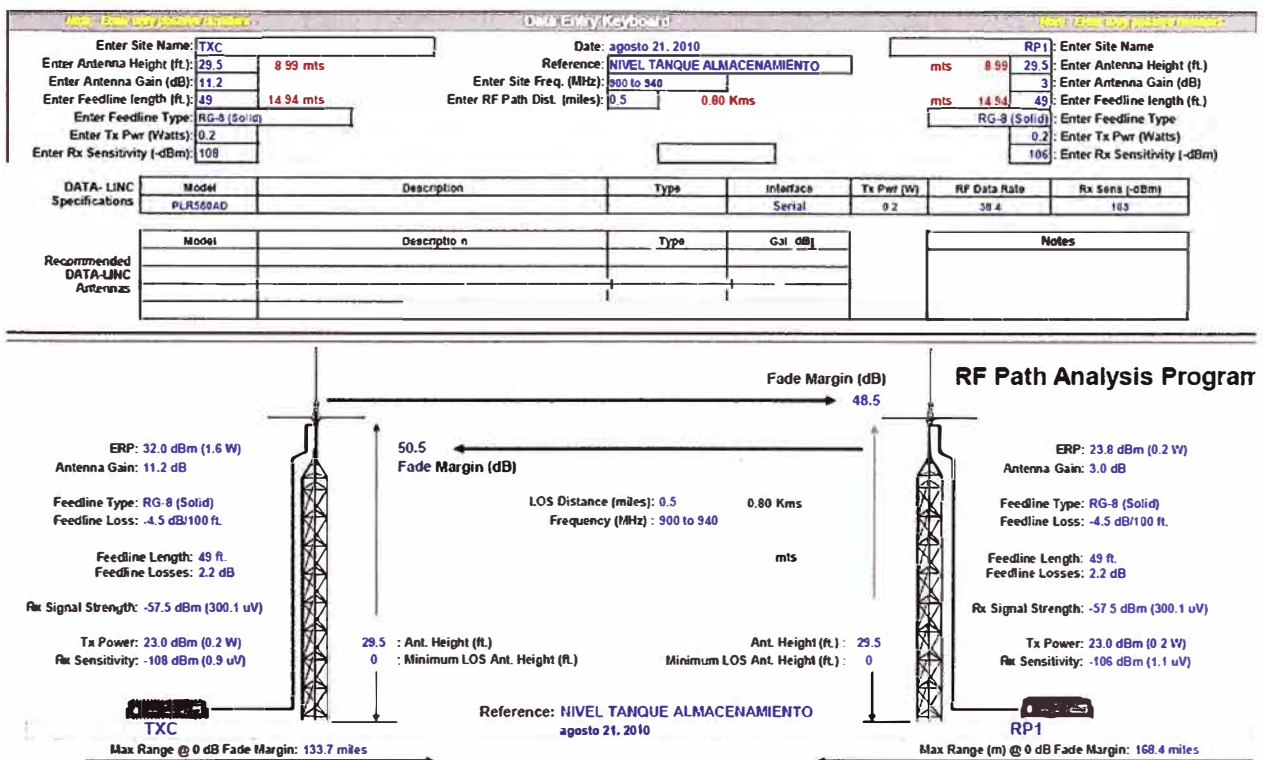 Data Entry Keyboard
Enter Site Name: TXC
Date: agosto 21, 2010
RP1 : Enter Site Name
Enter Antenna Height (ft.): 29.5 8.99 mts
Reference: NIVEL TANQUE ALMACENAMIENTO
mts 8.99 29.5 : Enter Antenna Height (ft.)
Enter Antenna Gain (dB): 11.2
Enter Site Freq. (MHz): 900 to 940
3 : Enter Antenna Gain (dB)
Enter Feedline length (ft.): 49 14.94 mts
Enter RF Path Dist. (miles): 0.5 0.80 Kms
mts 14.94 49 : Enter Feedline length (ft.)
Enter Feedline Type: RG-8 (Solid)
RG-8 (Solid) : Enter Feedline Type
Enter Tx Pwr (Watts): 0.2
0.2 : Enter Tx Pwr (Watts)
Enter Rx Sensitivity (-dBm): 108
106 : Enter Rx Sensitivity (-dBm)
DATA-LINC Specifications
Model Description Type Interface Tx Pwr (W) RF Data Rate Rx Sens (-dBm)
Serial 0.2
Recommended DATA-LINC Antennas
Model Description Type Notes
RF Path Analysis Program
Fade Margin (dB)
48.5
50.5
Fade Margin (dB)
ERP: 32.0 dBm (1.6 W)
Antenna Gain: 11.2 dB
Feedline Type: RG-8 (Solid)
Feedline Loss: -4.5 dB/100 ft.
Feedline Length: 49 ft.
Feedline Losses: 2.2 dB
Rx Signal Strength: -57.5 dBm (300.1 uV)
Tx Power: 23.0 dBm (0.2 W)
Rx Sensitivity: -108 dBm (0.9 uV)
TXC
Max Range @ 0 dB Fade Margin: 133.7 miles
LOS Distance (miles): 0.5 0.80 Kms
Frequency (MHz) : 900 to 940
mts
29.5 : Ant. Height (ft.)
0 : Minimum LOS Ant. Height (ft.)
Ant. Height (ft.) : 29.5
Minimum LOS Ant. Height (ft.) : 0
Reference: NIVEL TANQUE ALMACENAMIENTO
agosto 21, 2010
ERP: 23.8 dBm (0.2 W)
Antenna Gain: 3.0 dB
Feedline Type: RG-8 (Solid)
Feedline Loss: -4.5 dB/100 ft.
Feedline Length: 49 ft.
Feedline Losses: 2.2 dB
Rx Signal Strength: -57.5 dBm (300.1 uV)
Tx Power: 23.0 dBm (0.2 W)
Rx Sensitivity: -106 dBm (1.1 uV)
RP1
Max Range (m) @ 0 dB Fade Margin: 168.4 miles